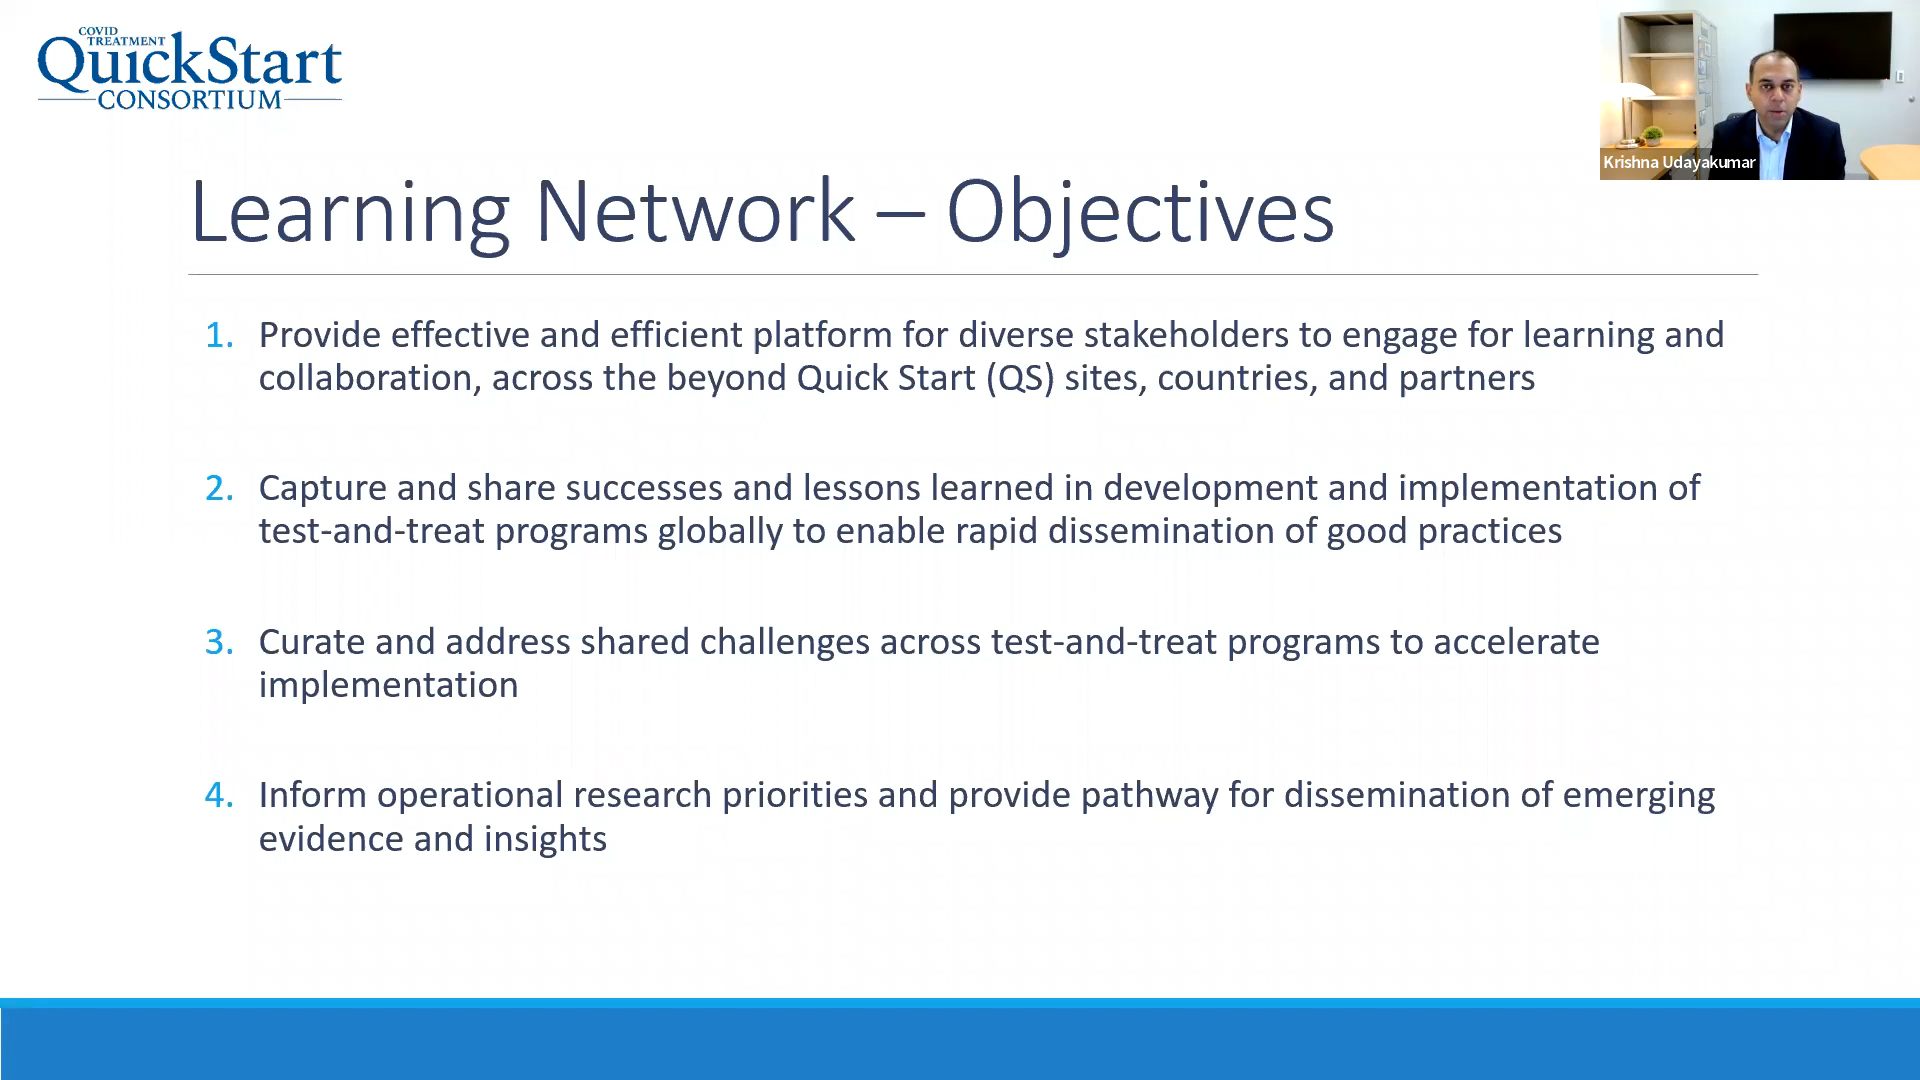 COVID
TREATMENT
QuickStart
CONSORTIUM
Krishna Udayakumar
Learning Network – Objectives
1. Provide effective and efficient platform for diverse stakeholders to engage for learning and
collaboration, across the beyond Quick Start (QS) sites, countries, and partners
2. Capture and share successes and lessons learned in development and implementation of
test-and-treat programs globally to enable rapid dissemination of good practices
3. Curate and address shared challenges across test-and-treat programs to accelerate
implementation
4. Inform operational research priorities and provide pathway for dissemination of emerging
evidence and insights